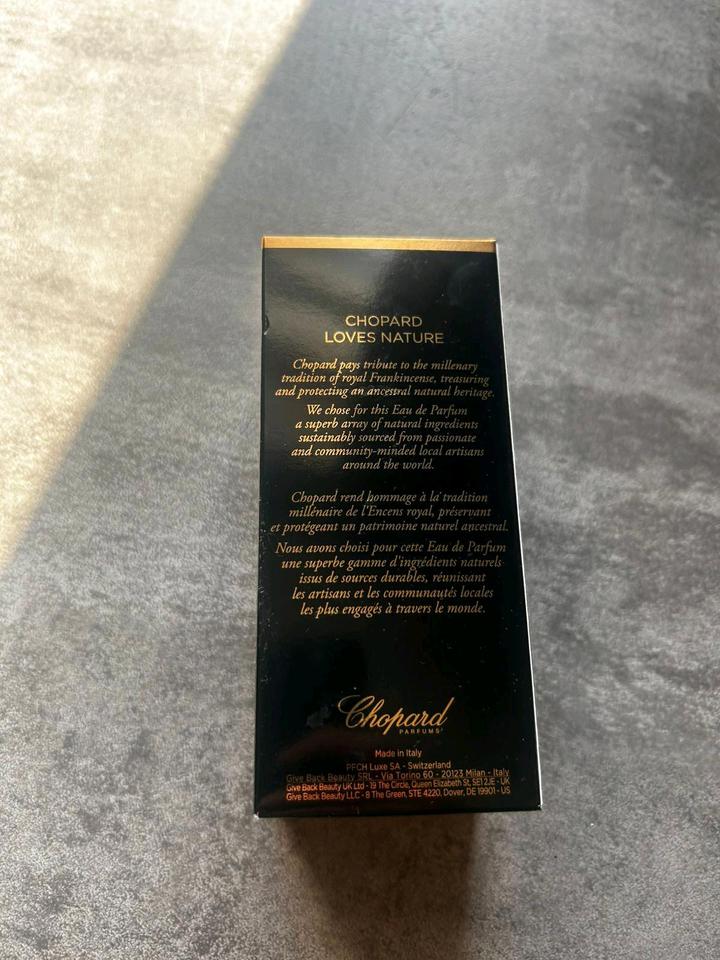 CHOPARD
LOVES NATURE
Chopard pays tribute to the millenary
tradition of royal Frankincense, treasuring
and protecting an ancestral natural heritage.
We chose for this Eau de Parfum
a superb array of natural ingredients
sustainably sourced from passionate
and community-minded local artisans
around the world.
Chopard rend hommage à la tradition
millénaire de l'Encens royal, préservant
et protégeant un patrimoine naturel ancestral.
Nous avons choisi pour cette Eau de Parfum
une superbe gamme d'ingrédients naturels
issus de sources durables, réunissant
les artisans et les communautés locales
les plus engagés à travers le monde.
Chopard
PARFUMS
Made in Italy
PFCH Luxe SA - Switzerland
Give Back Beauty SRL - Via Torino 60 - 20123 Milan - Italy
Give Back Beauty UK Ltd - 19 The Circle, Queen Elizabeth St, SE1 2JE - UK
Give Back Beauty LLC - 8 The Green, STE 4220, Dover, DE 19901 - US